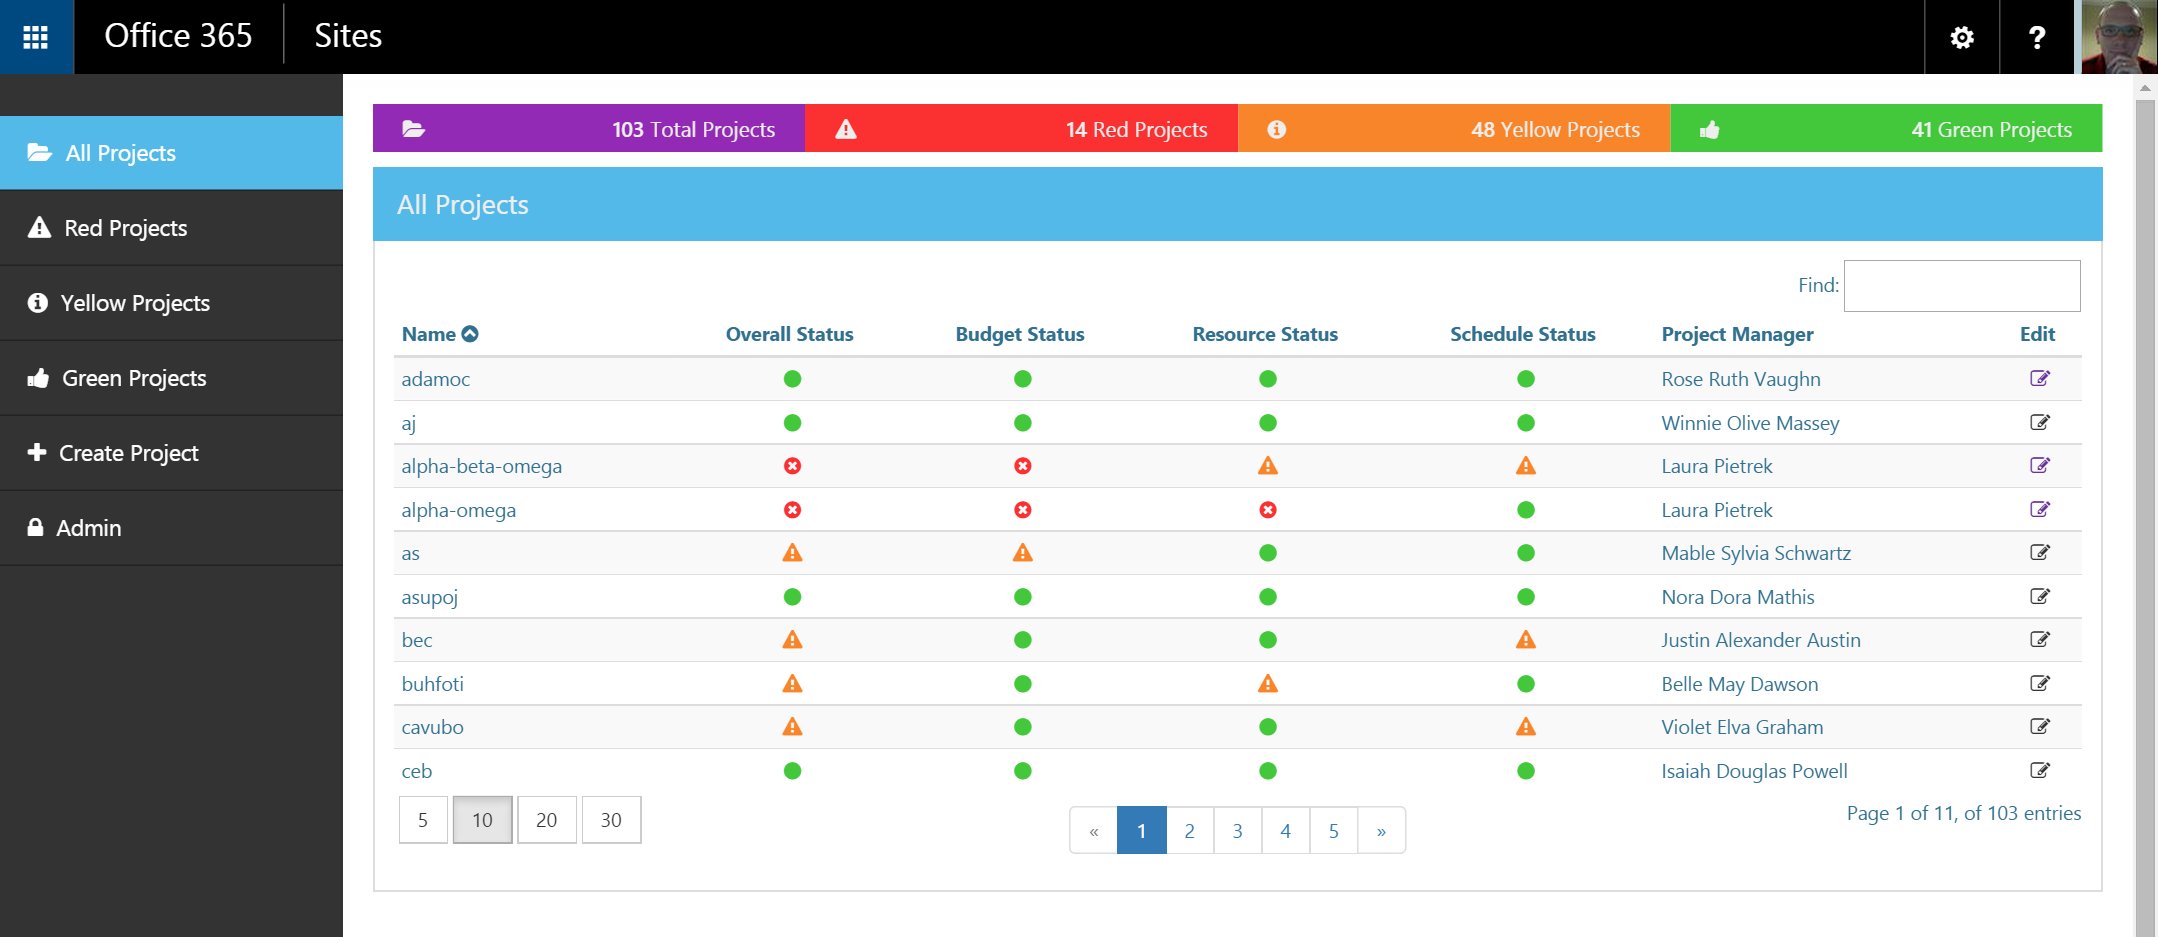 Office 365 Sites ?
103 Total Projects 14 Red Projects 48 Yellow Projects 41 Green Projects
All Projects
Red Projects
Yellow Projects
Green Projects
Create Project
Admin
All Projects
Find:
Name Overall Status Budget Status Resource Status Schedule Status Project Manager Edit
adamoc Rose Ruth Vaughn
aj Winnie Olive Massey
alpha-beta-omega Laura Pietrek
alpha-omega Laura Pietrek
as Mable Sylvia Schwartz
asupoj Nora Dora Mathis
bec Justin Alexander Austin
buhfoti Belle May Dawson
cavubo Violet Elva Graham
ceb Isaiah Douglas Powell
5 10 20 30 « 1 2 3 4 5 » Page 1 of 11, of 103 entries